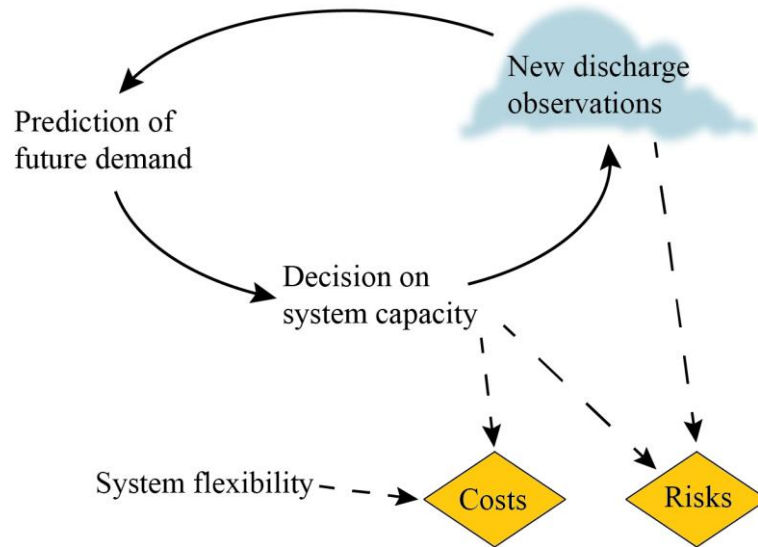 New discharge
observations
Prediction of
future demand
Decision on
system capacity
System flexibility
Costs
Risks